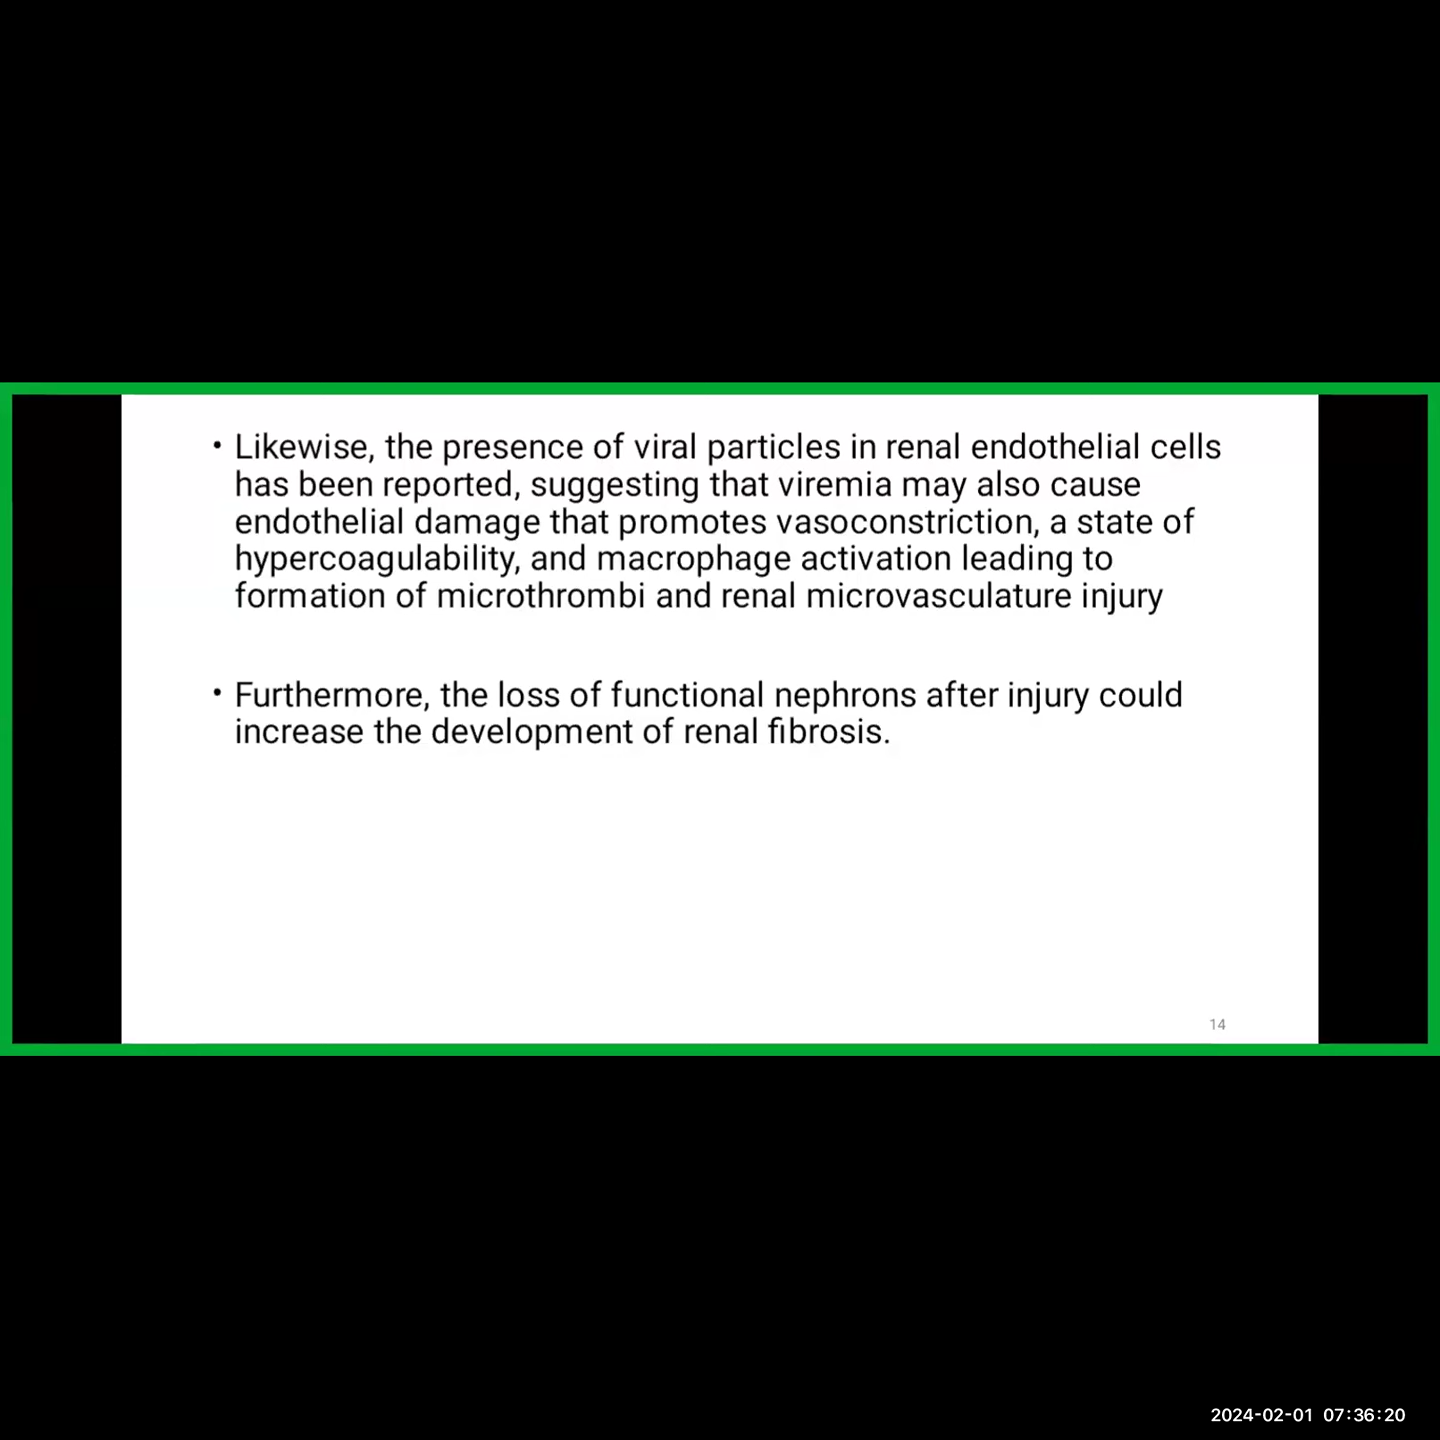 • Likewise, the presence of viral particles in renal endothelial cells
has been reported, suggesting that viremia may also cause
endothelial damage that promotes vasoconstriction, a state of
hypercoagulability, and macrophage activation leading to
formation of microthrombi and renal microvasculature injury
• Furthermore, the loss of functional nephrons after injury could
increase the development of renal fibrosis.
14
2024-02-01 07:36:20